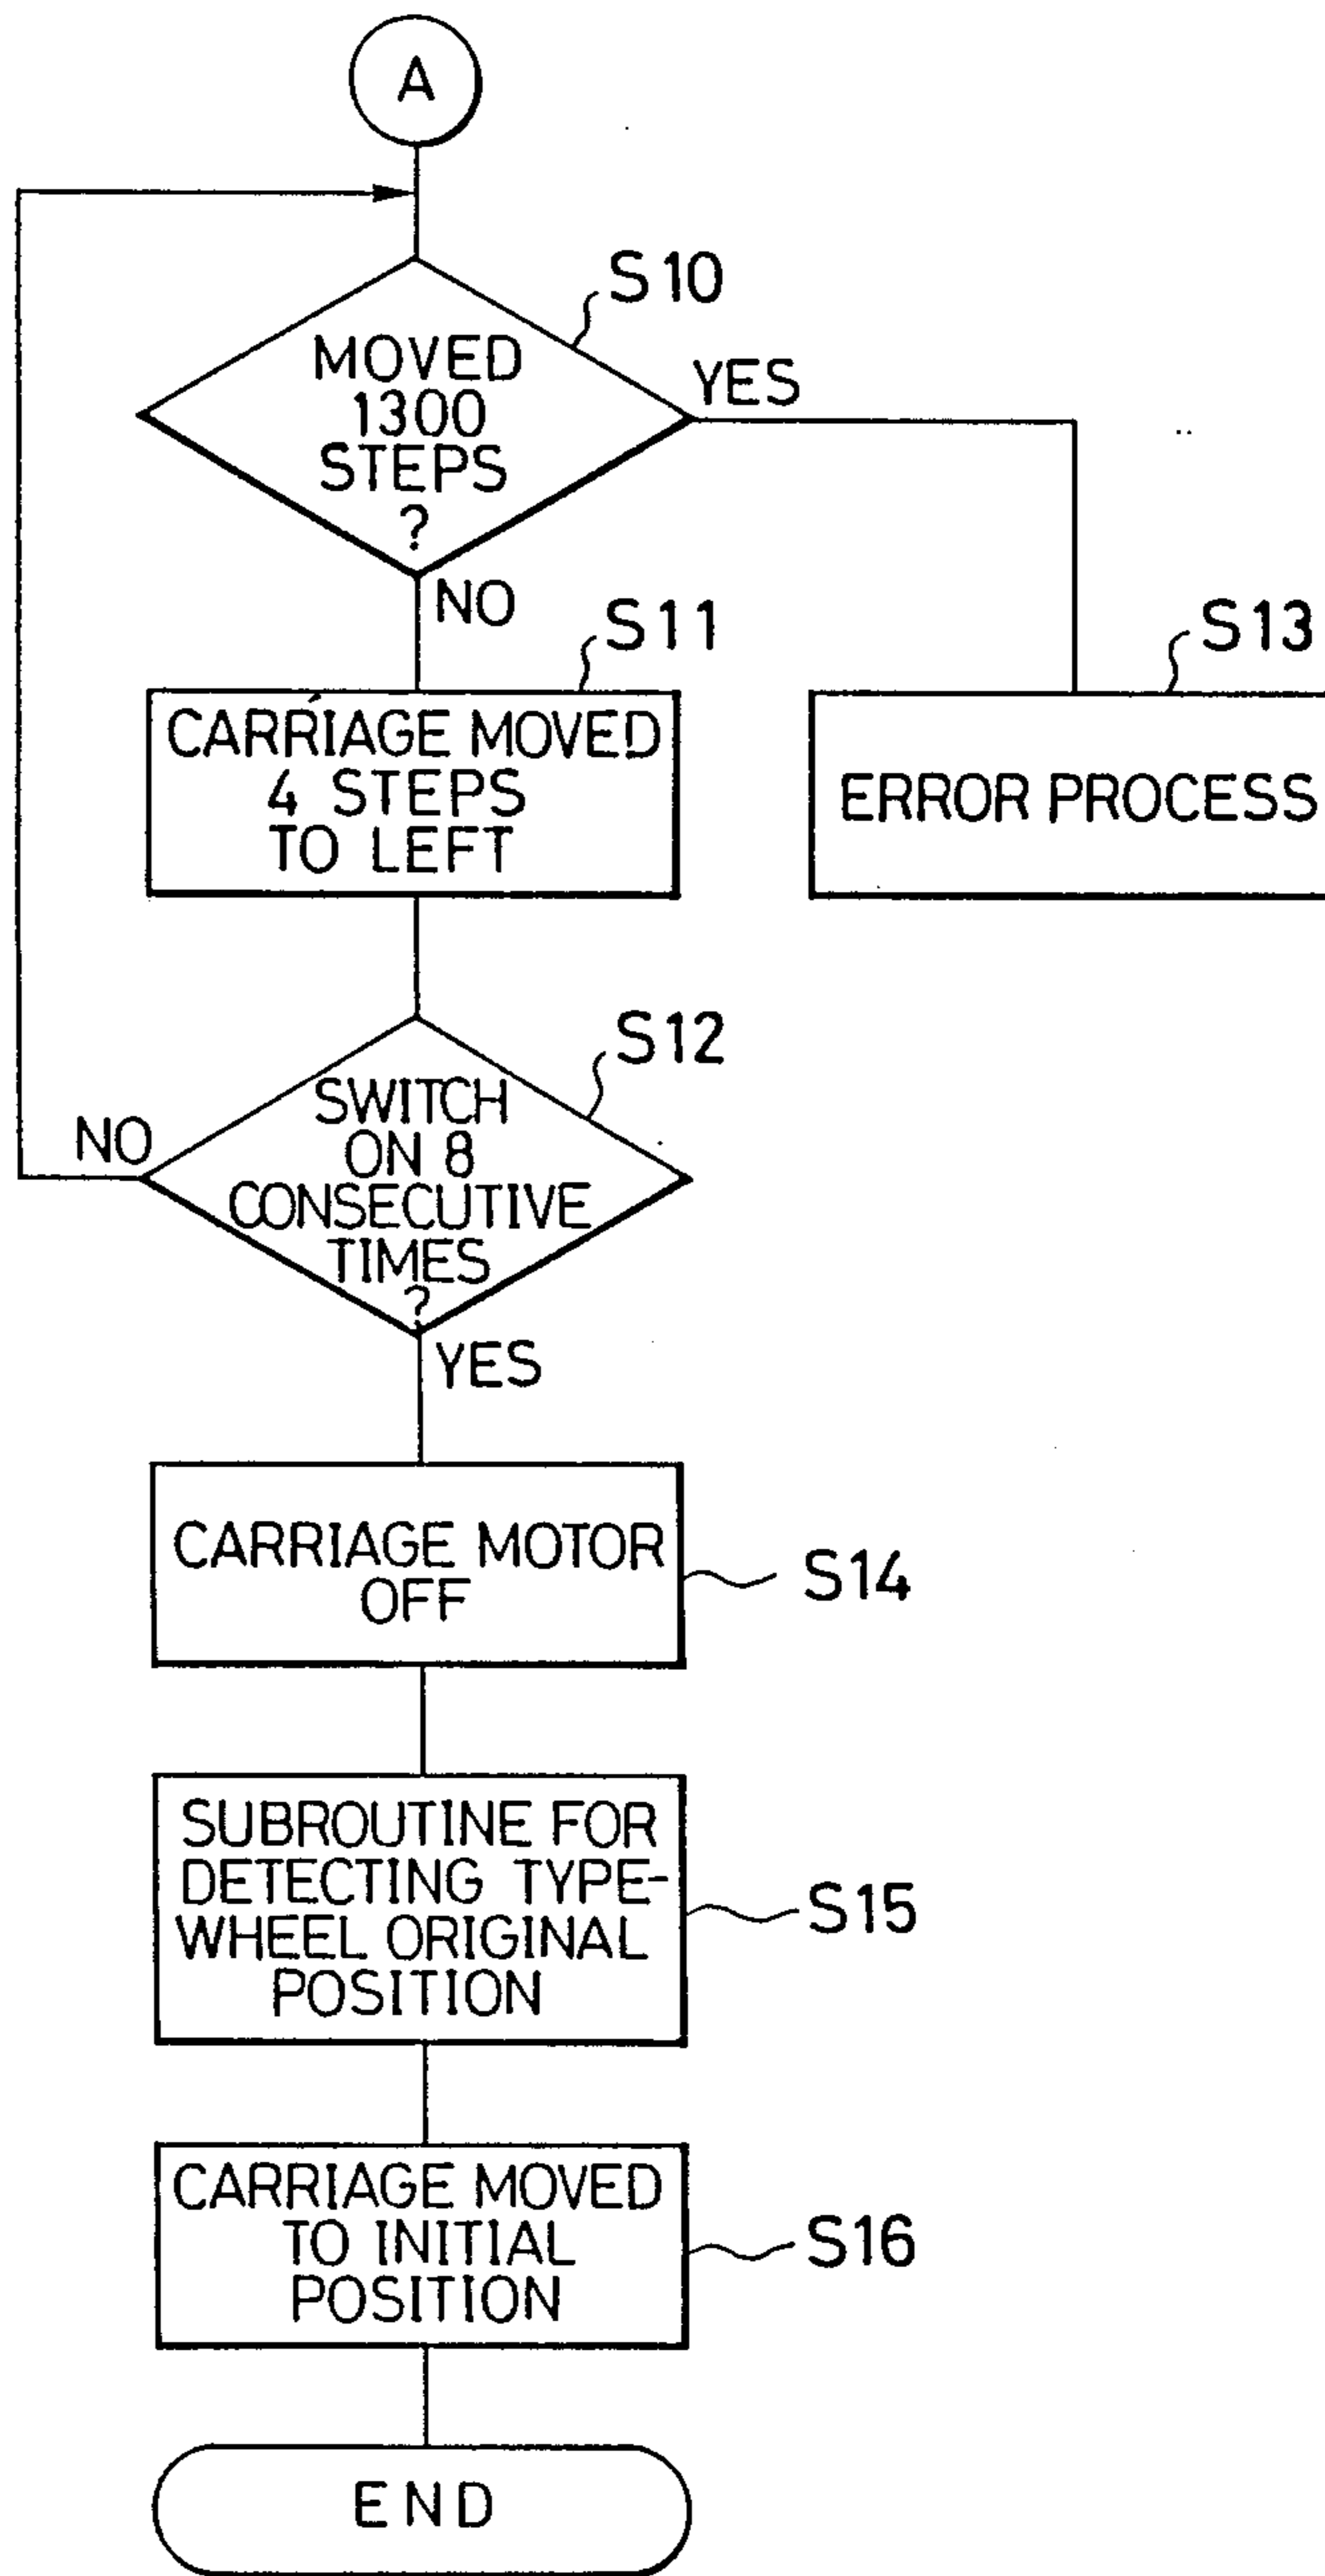 A
S10
MOVED
1300
STEPS
?
YES
NO
S11
CARRIAGE MOVED
4 STEPS
TO LEFT
S13
ERROR PROCESS
S12
SWITCH
ON 8
CONSECUTIVE
TIMES
?
NO
YES
CARRIAGE MOTOR
OFF
S14
SUBROUTINE FOR
DETECTING TYPE-
WHEEL ORIGINAL
POSITION
S15
CARRIAGE MOVED
TO INITIAL
POSITION
S16
END